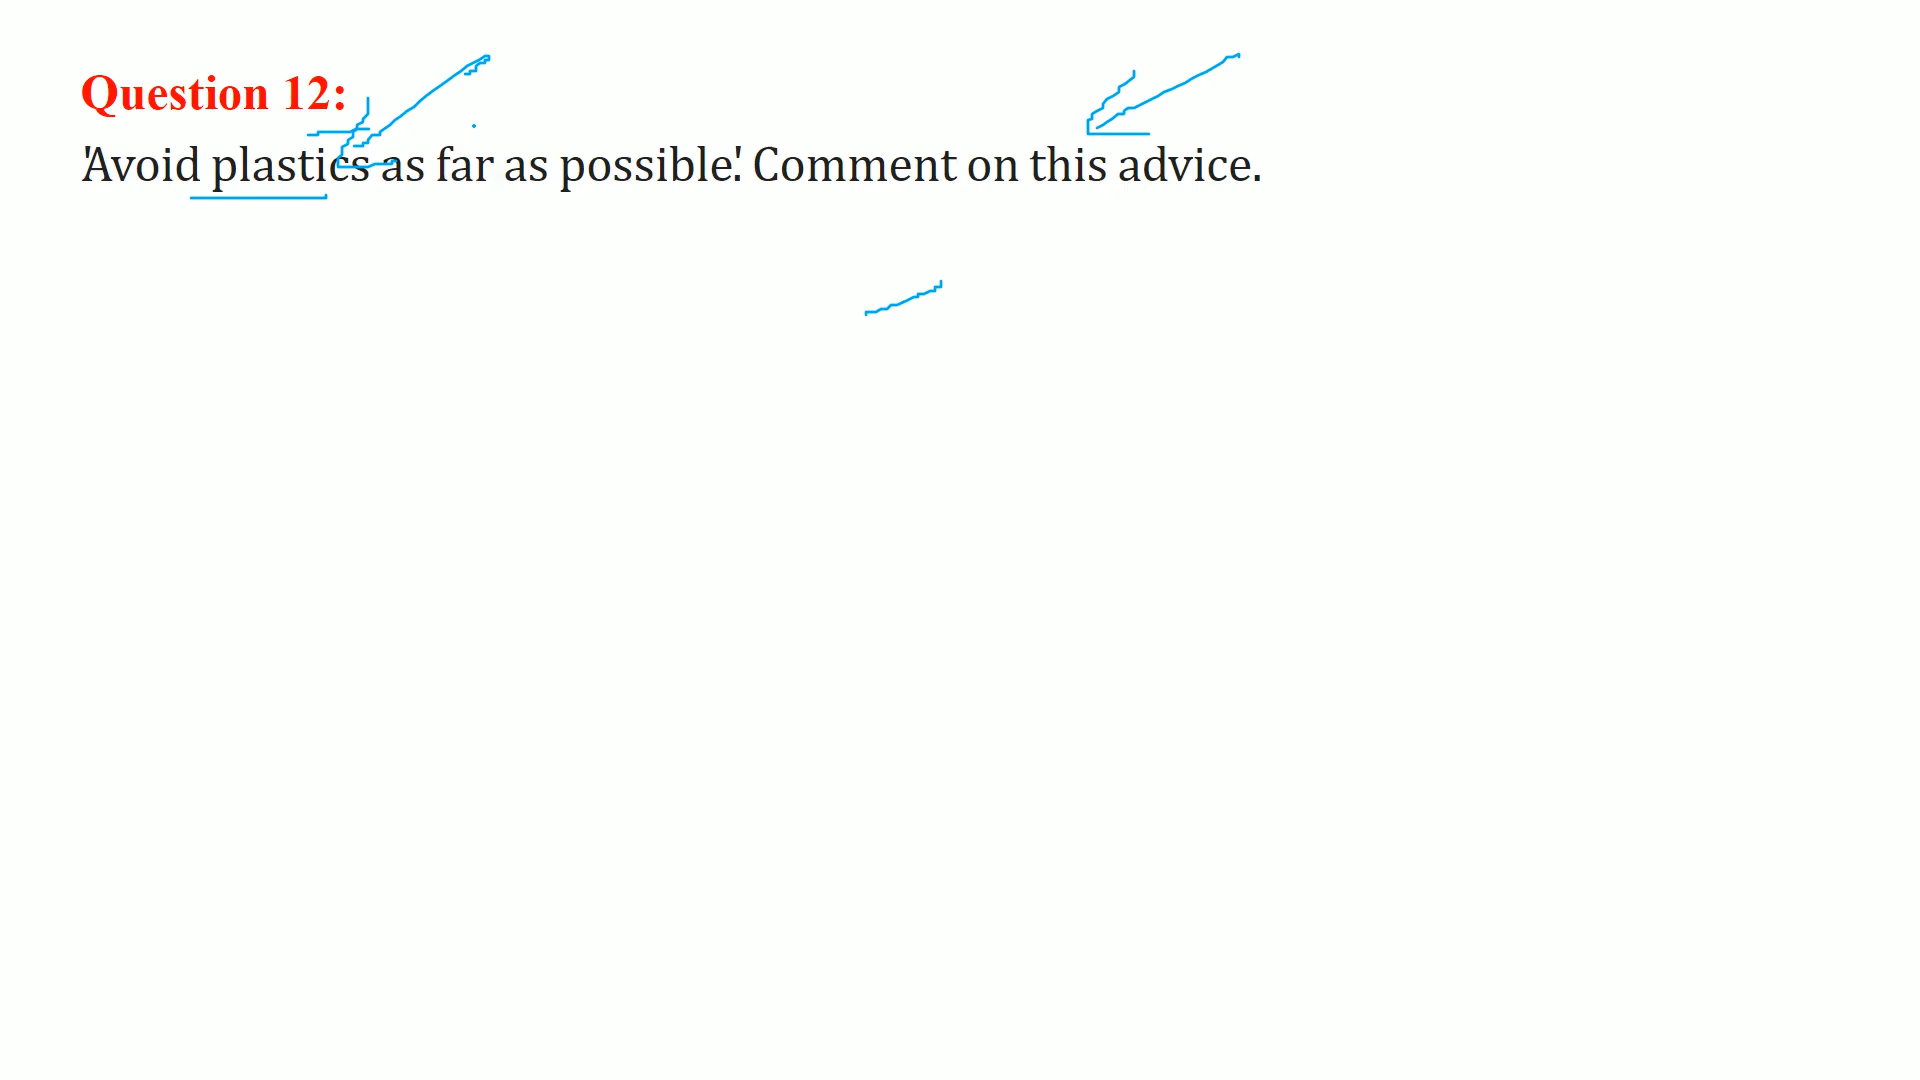 Question 12:
'Avoid plastics as far as possible'. Comment on this advice.